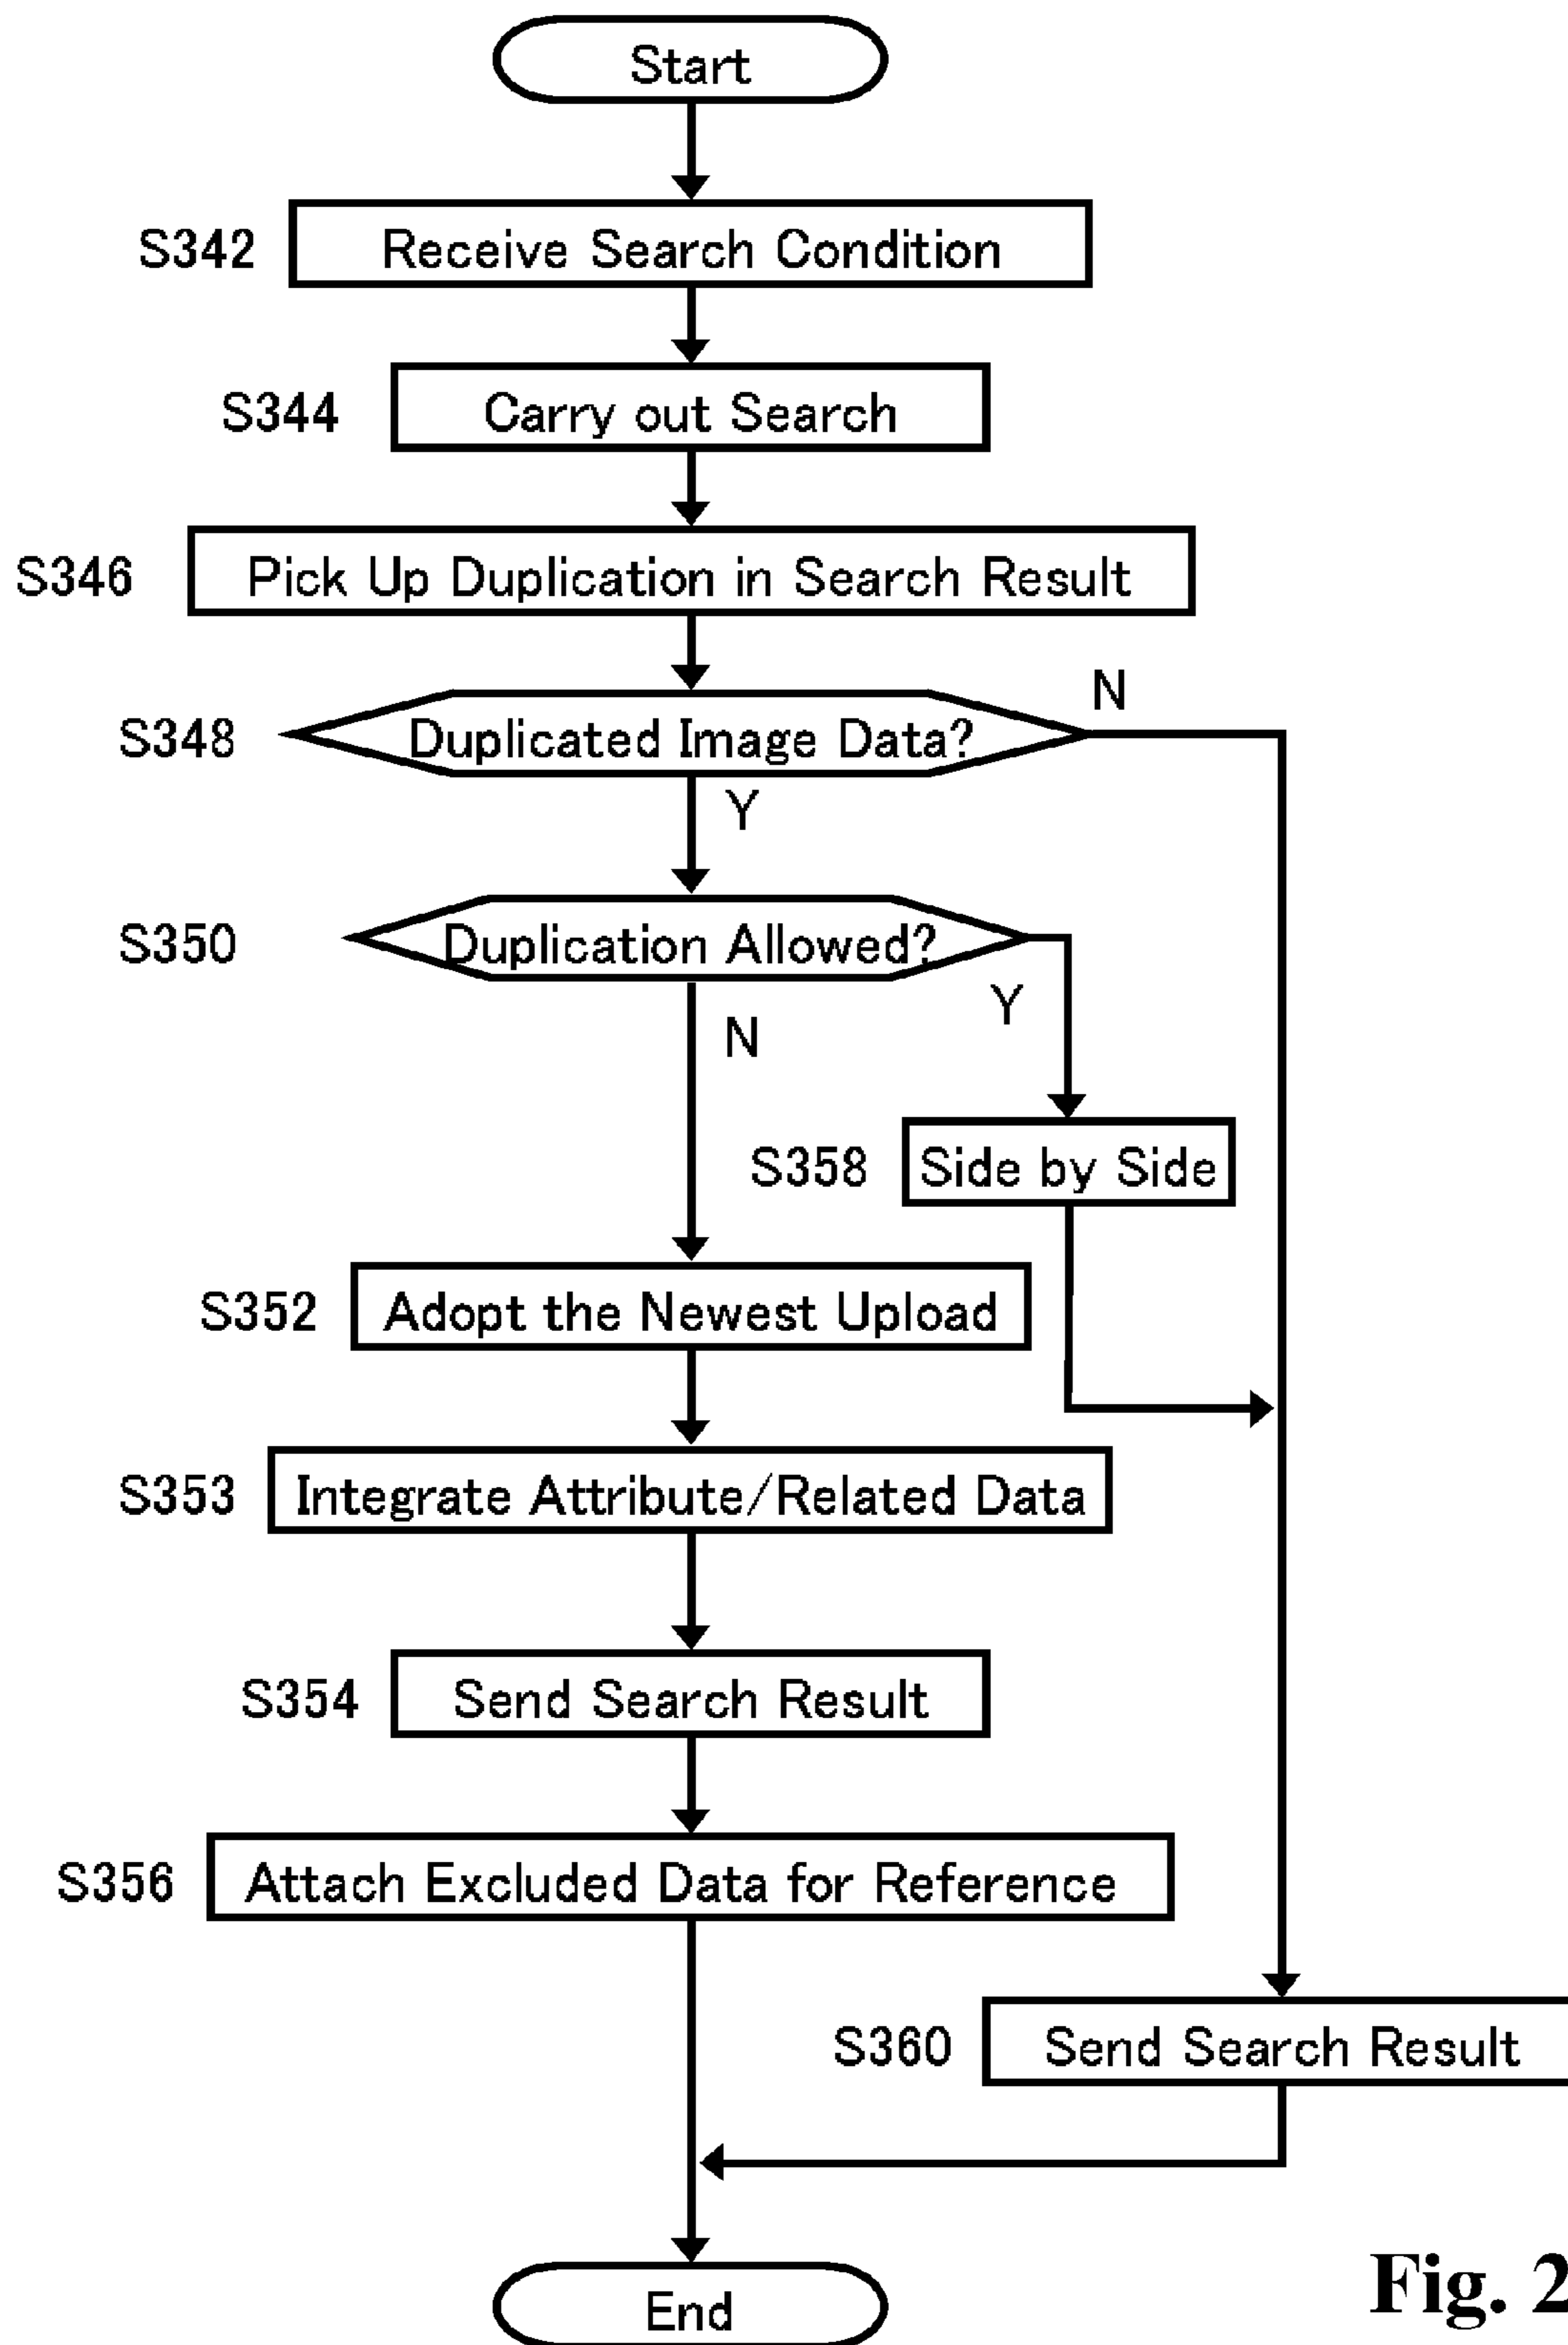 Start
S342 Receive Search Condition
S344 Carry out Search
S346 Pick Up Duplication in Search Result
S348 Duplicated Image Data?
N
Y
S350 Duplication Allowed?
Y
N
S358 Side by Side
S352 Adopt the Newest Upload
S353 Integrate Attribute/Related Data
S354 Send Search Result
S356 Attach Excluded Data for Reference
S360 Send Search Result
End
Fig. 2